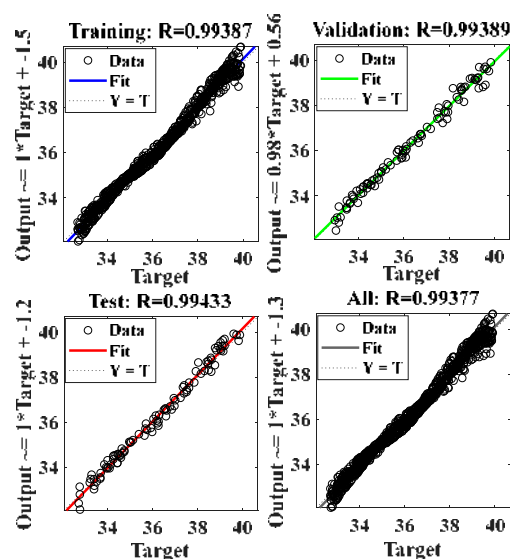 Training: R=0.99387
Output ~= 1*Target + -1.5
Data
Fit
Y = T
40
38
36
34
34 36 38 40
Target
Validation: R=0.99389
Output ~= 0.98*Target + 0.56
Data
Fit
Y = T
40
38
36
34
34 36 38 40
Target
Test: R=0.99433
Output ~= 1*Target + -1.2
Data
Fit
Y = T
40
38
36
34
34 36 38 40
Target
All: R=0.99377
Output ~= 1*Target + -1.3
Data
Fit
Y = T
40
38
36
34
34 36 38 40
Target